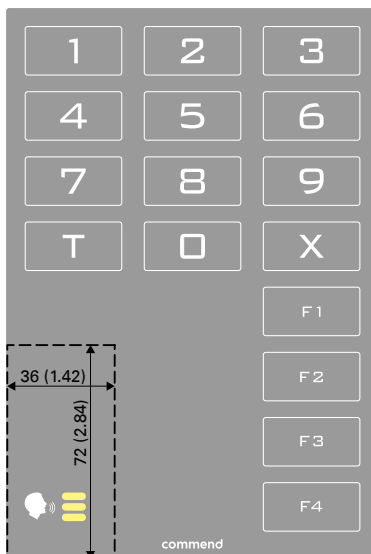 1 2 3
4 5 6
7 8 9
T 0 X
F1
F2
36 (1.42)
72 (2.84)
F3
F4
commend